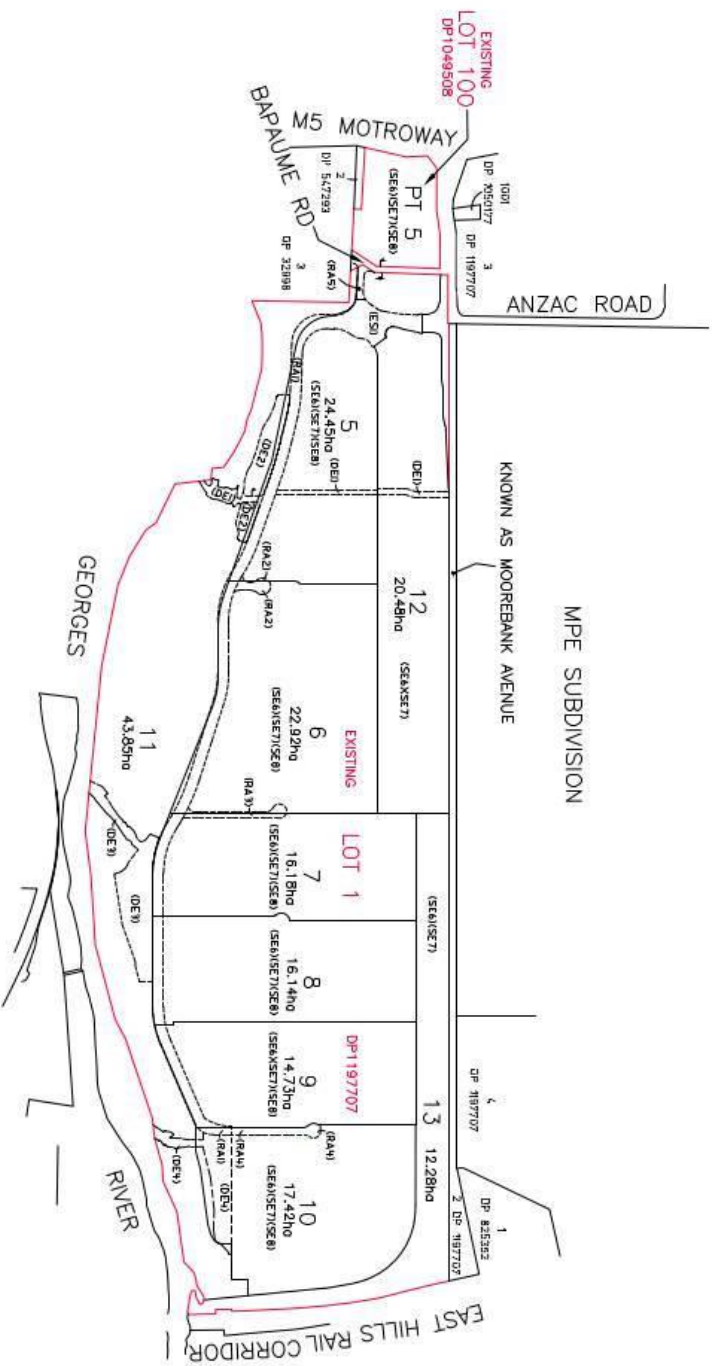 EXISTING
LOT 100
DP1049508
M5 MOTROWAY
BAPAUME RD
2
DP 547293
3
DP 32898
PT 5
(SE6)(SE7)(SE8)
1001
DP 1050177
3
DP 1197707
ANZAC ROAD
(RA5)
(ES1)
(RA1)
5
24.45ha
(SE6)(SE7)(SE8)
(DE1)
(DE1)
(DE2)
(DE1)
(DE2)
KNOWN AS MOOREBANK AVENUE
MPE SUBDIVISION
12
20.48ha
(SE6)(SE7)
(RA2)
(RA2)
6
22.92ha
(SE6)(SE7)(SE8)
EXISTING
LOT 1
DP1197707
(RA3)
7
16.18ha
(SE6)(SE7)(SE8)
8
16.14ha
(SE6)(SE7)(SE8)
9
14.73ha
(SE6)(SE7)(SE8)
10
17.42ha
(SE6)(SE7)(SE8)
(RA4)
(RA4)
(RA1)
(DE4)
(DE4)
(SE6)(SE7)
13
12.28ha
4
DP 1197707
1
DP 825352
2 DP 1197707
11
43.85ha
(DE3)
(DE3)
GEORGES
RIVER
EAST HILLS RAIL CORRIDOR